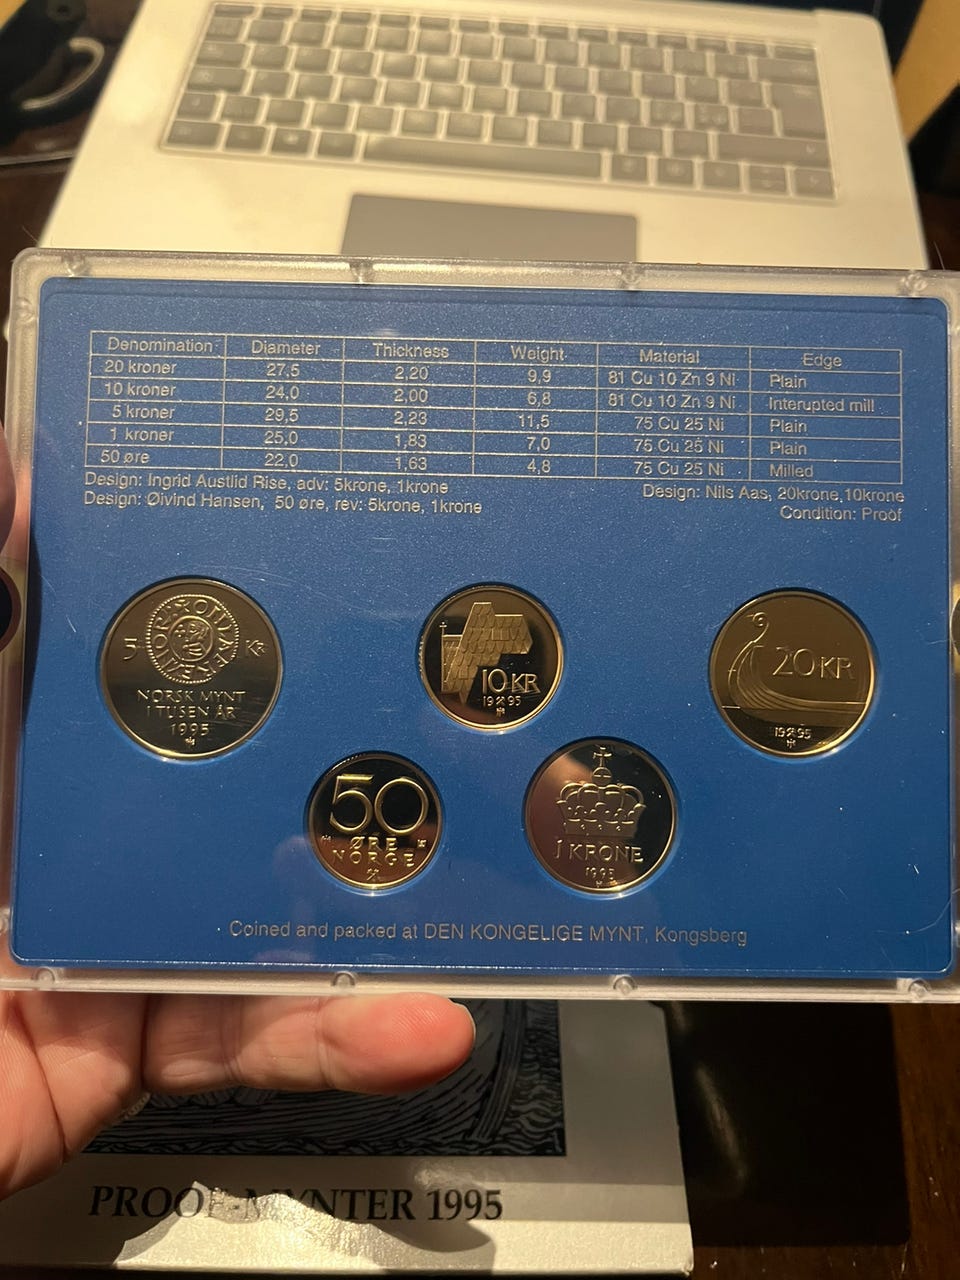 Denomination Diameter Thickness Weight Material Edge
20 kroner 27,5 2,20 9,9 81 Cu 10 Zn 9 Ni Plain
10 kroner 24,0 2,00 6,8 81 Cu 10 Zn 9 Ni Interupted mill
5 kroner 29,5 2,23 11,5 75 Cu 25 Ni Plain
1 kroner 25,0 1,83 7,0 75 Cu 25 Ni Plain
50 øre 22,0 1,63 4,8 75 Cu 25 Ni Milled
Design: Ingrid Austlid Rise, adv: 5krone, 1krone
Design: Øivind Hansen, 50 øre, rev: 5krone, 1krone
Design: Nils Aas, 20krone,10krone
Condition: Proof
5 Kr
NORSK MYNT
I TUSEN ÅR
1995
10 KR
19 95
20 KR
19 95
50
ØRE
NORGE
1 KRONE
1995
Coined and packed at DEN KONGELIGE MYNT, Kongsberg
PROOF-MYNTER 1995